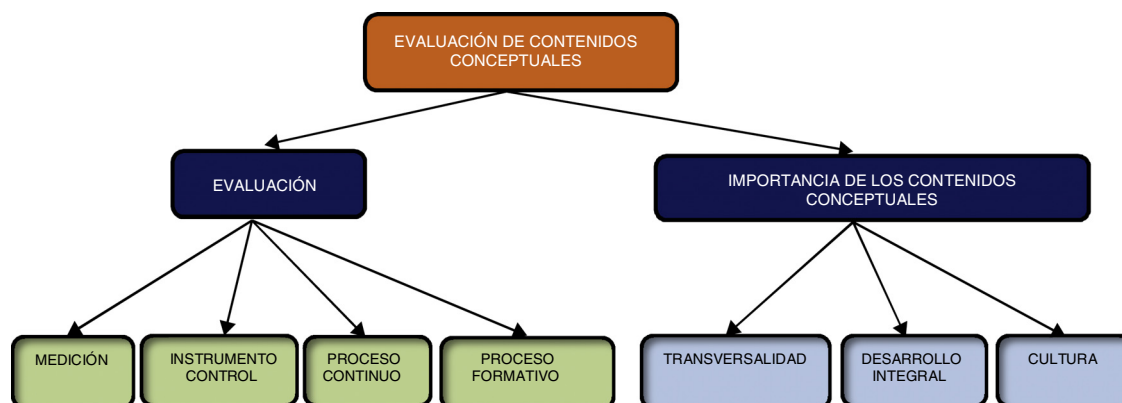 EVALUACIÓN DE CONTENIDOS
CONCEPTUALES
EVALUACIÓN
IMPORTANCIA DE LOS CONTENIDOS
CONCEPTUALES
MEDICIÓN
INSTRUMENTO
CONTROL
PROCESO
CONTINUO
PROCESO
FORMATIVO
TRANSVERSALIDAD
DESARROLLO
INTEGRAL
CULTURA